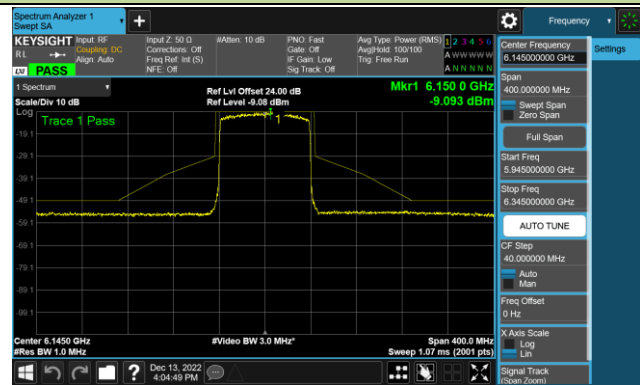 Spectrum Analyzer 1
Swept SA
Frequency
KEYSIGHT
RL
PASS
Input: RF
Coupling: DC
Align: Auto
Input Z: 50 Ω
Corrections: Off
Freq Ref: Int (S)
NFE: Off
#Atten: 10 dB
PNO: Fast
Gate: Off
IF Gain: Low
Sig Track: Off
Avg Type: Power (RMS)
Avg|Hold: 100/100
Trig: Free Run
1 2 3 4 5 6
A W W W W W
A N N N N N
1 Spectrum
Scale/Div 10 dB
Ref Lvl Offset 24.00 dB
Ref Level -9.08 dBm
Mkr1 6.150 0 GHz
-9.093 dBm
Log
Trace 1 Pass
1
-19.1
-29.1
-39.1
-49.1
-59.1
-69.1
-79.1
-89.1
-99.1
Center 6.1450 GHz
#Res BW 1.0 MHz
#Video BW 3.0 MHz*
Span 400.0 MHz
Sweep 1.07 ms (2001 pts)
Dec 13, 2022
4:04:49 PM
Center Frequency
6.145000000 GHz
Settings
Span
400.000000 MHz
Swept Span
Zero Span
Full Span
Start Freq
5.945000000 GHz
Stop Freq
6.345000000 GHz
AUTO TUNE
CF Step
40.000000 MHz
Auto
Man
Freq Offset
0 Hz
X Axis Scale
Log
Lin
Signal Track
(Span Zoom)